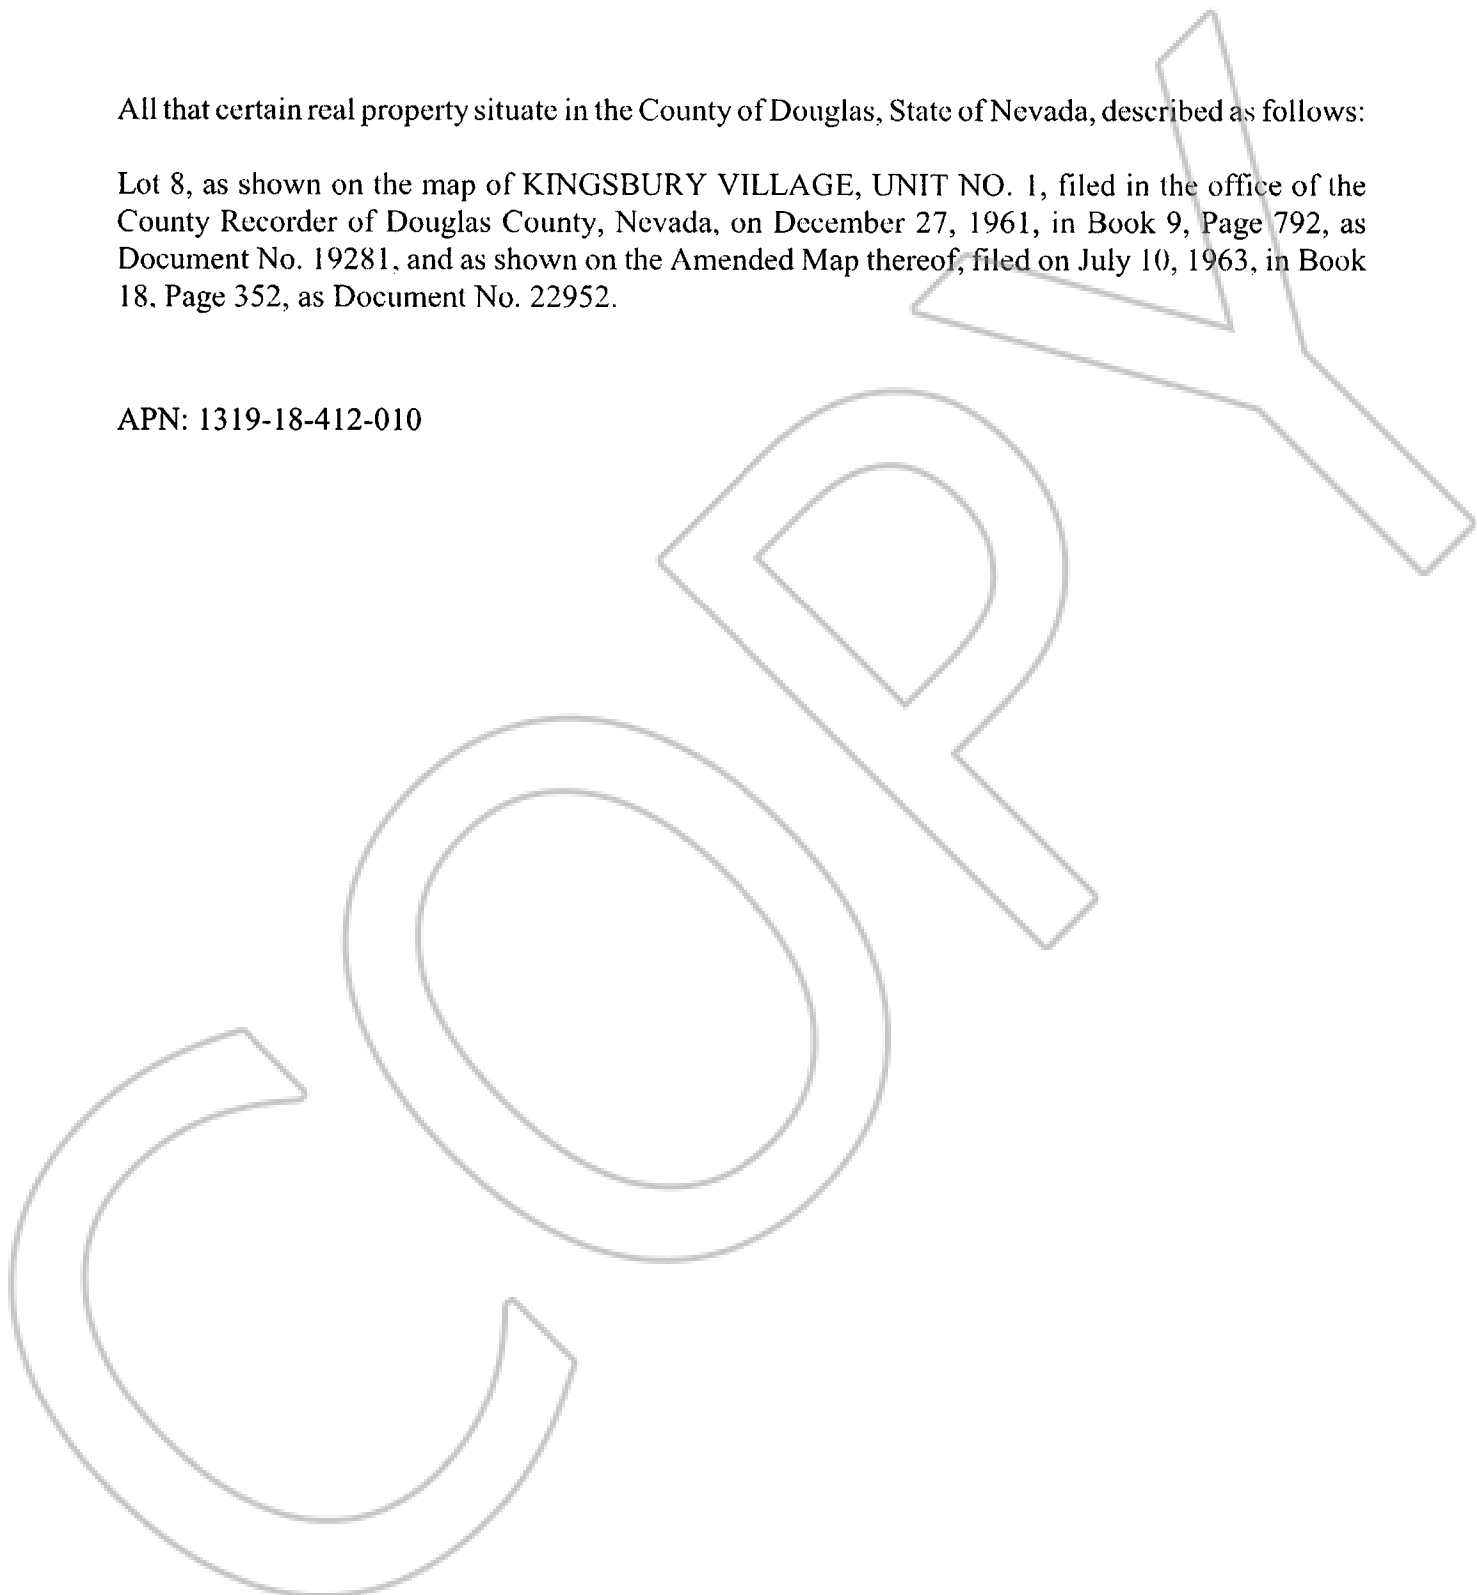 All that certain real property situate in the County of Douglas, State of Nevada, described as follows:
Lot 8, as shown on the map of KINGSBURY VILLAGE, UNIT NO. 1, filed in the office of the
County Recorder of Douglas County, Nevada, on December 27, 1961, in Book 9, Page 792, as
Document No. 19281, and as shown on the Amended Map thereof, filed on July 10, 1963, in Book
18, Page 352, as Document No. 22952.
APN: 1319-18-412-010
COPY